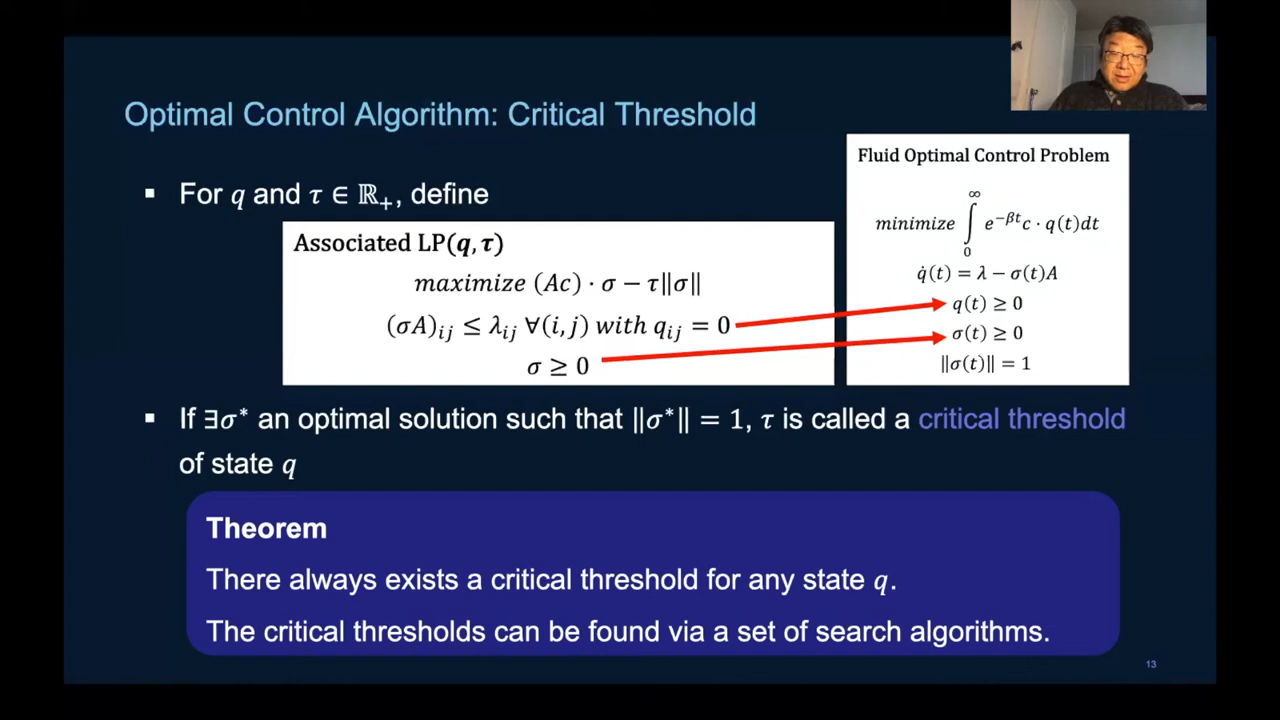 Optimal Control Algorithm: Critical Threshold
▪ For q and τ ∈ ℝ₊, define
Associated LP(q, τ)
maximize (Ac) · σ − τ‖σ‖
(σA)ᵢⱼ ≤ λᵢⱼ ∀(i, j) with qᵢⱼ = 0
σ ≥ 0
Fluid Optimal Control Problem
minimize ∫₀^∞ e^{−βt} c · q(t)dt
q̇(t) = λ − σ(t)A
q(t) ≥ 0
σ(t) ≥ 0
‖σ(t)‖ = 1
▪ If ∃σ* an optimal solution such that ‖σ*‖ = 1, τ is called a critical threshold
of state q
Theorem
There always exists a critical threshold for any state q.
The critical thresholds can be found via a set of search algorithms.
13